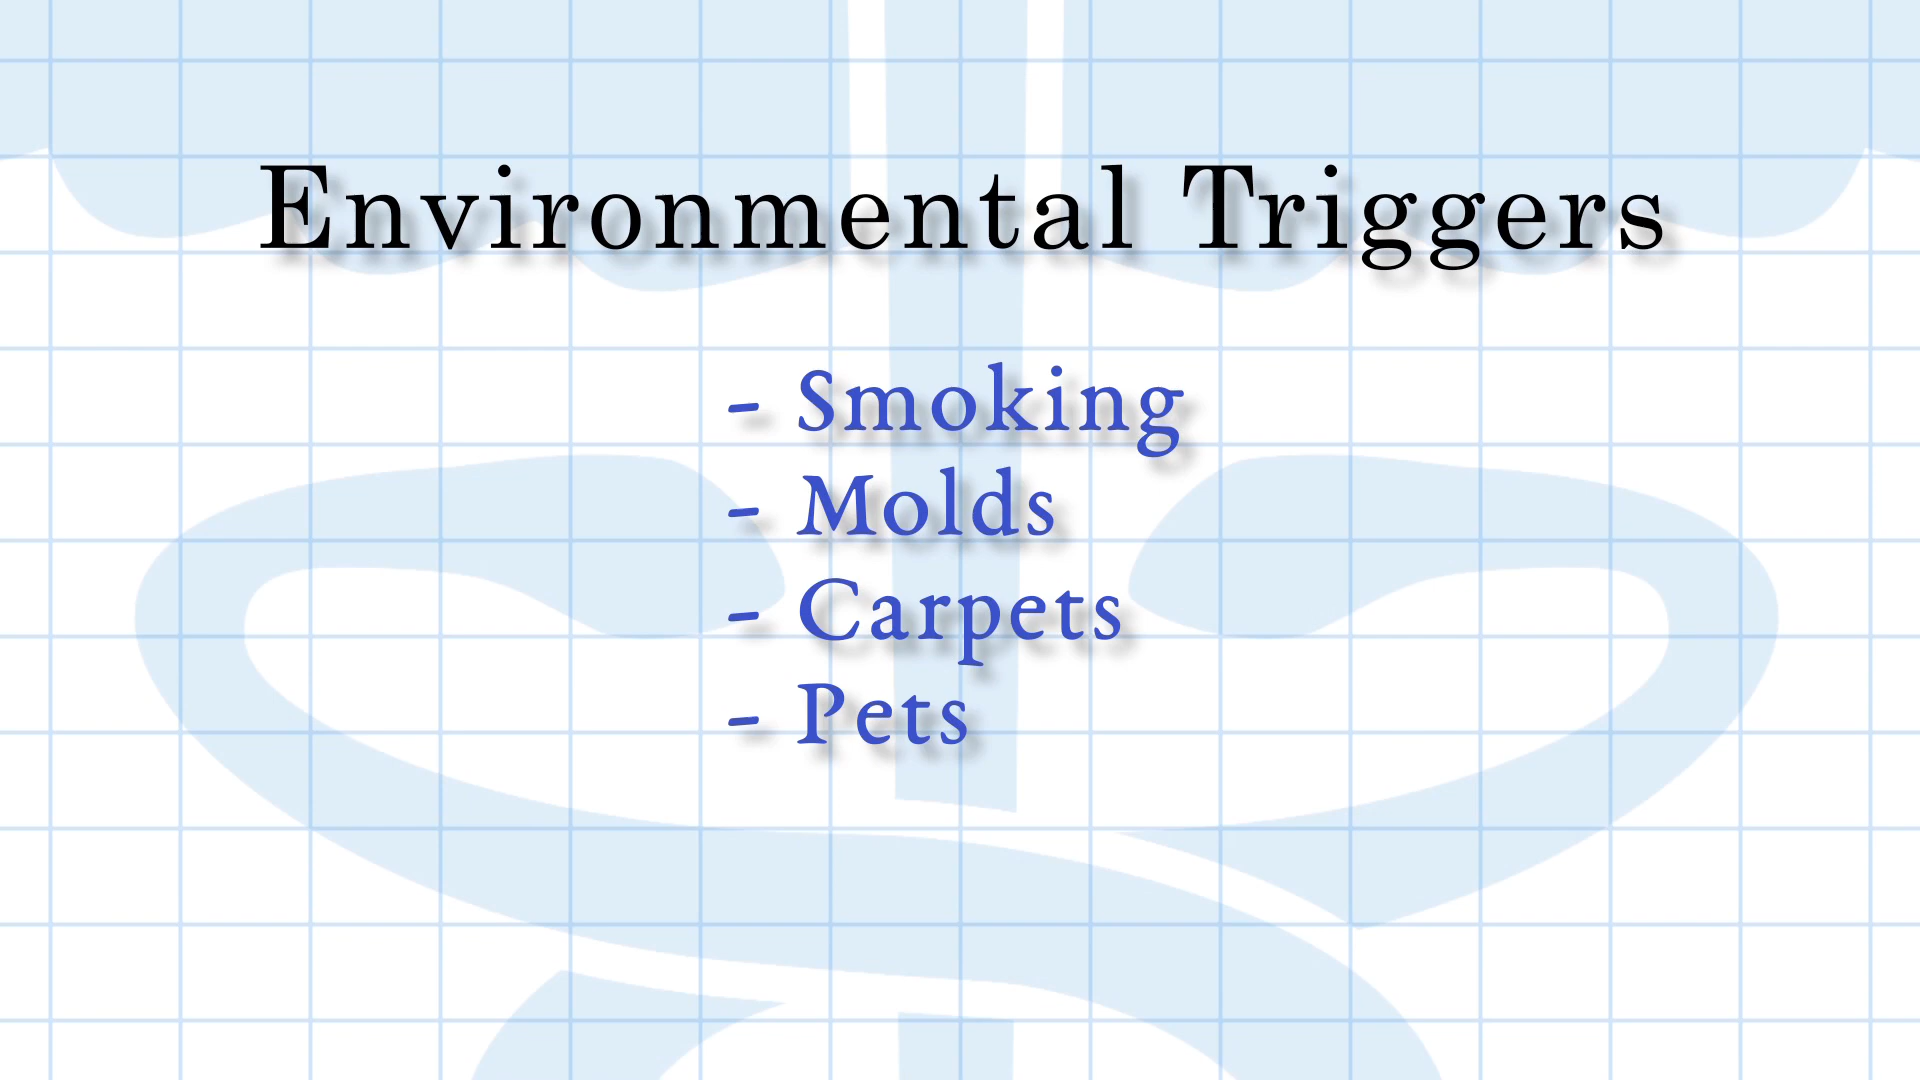 Environmental Triggers
- Smoking
- Molds
- Carpets
- Pets